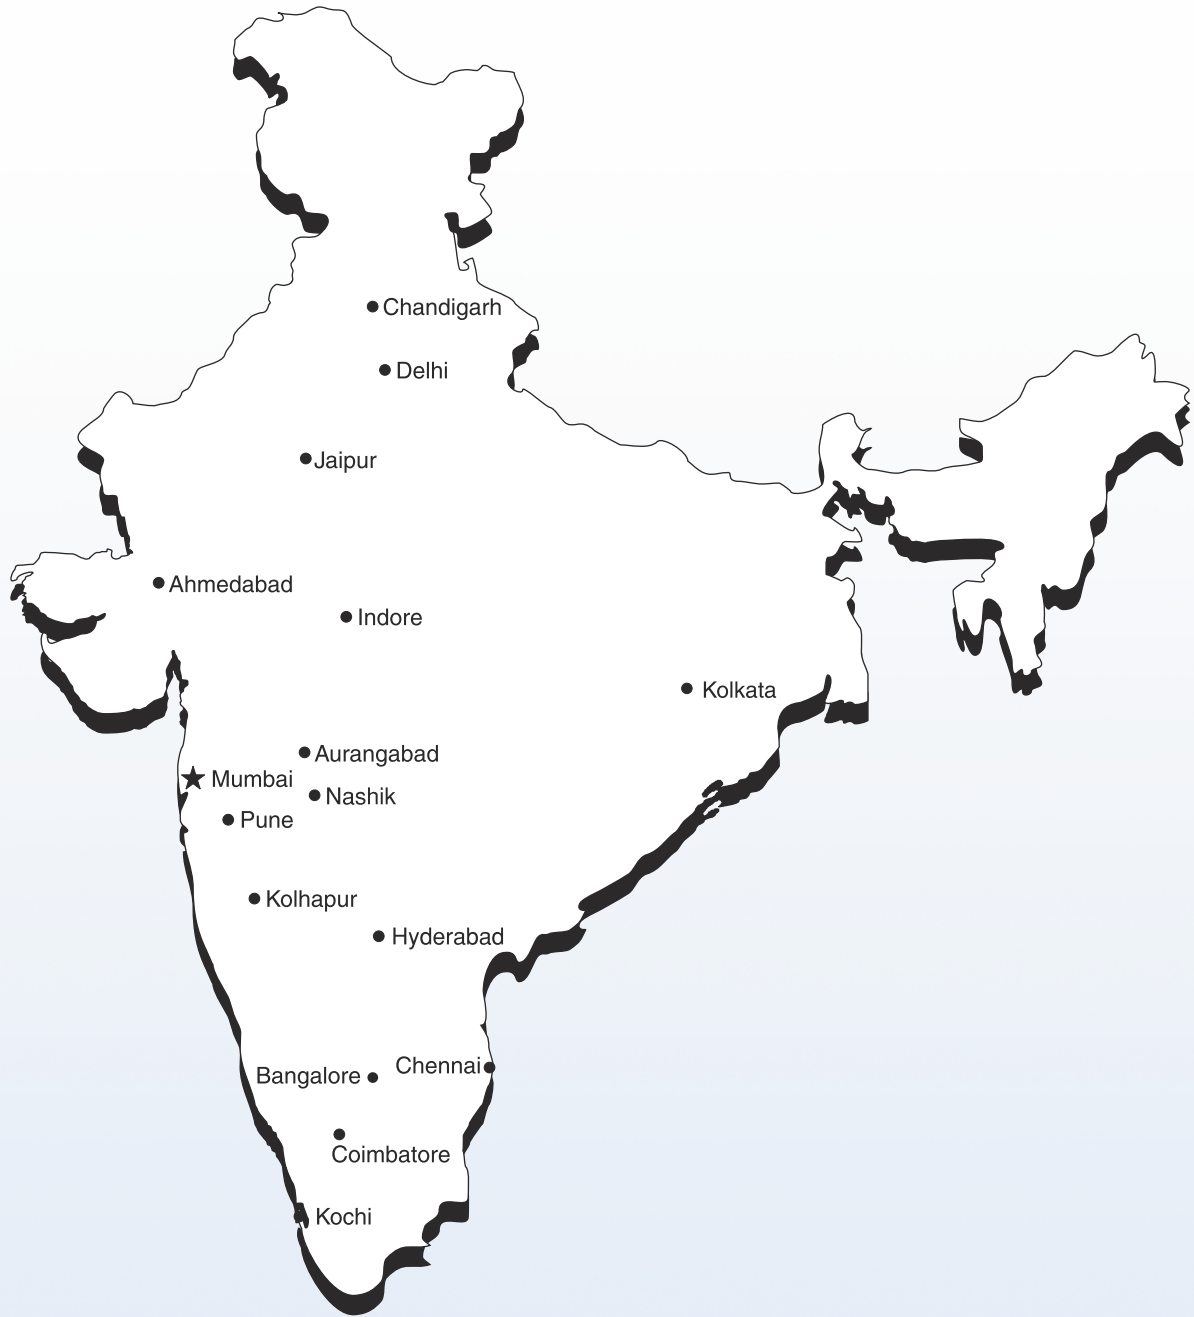 Chandigarh
Delhi
Jaipur
Ahmedabad
Indore
Kolkata
Aurangabad
Mumbai
Nashik
Pune
Kolhapur
Hyderabad
Chennai
Bangalore
Coimbatore
Kochi